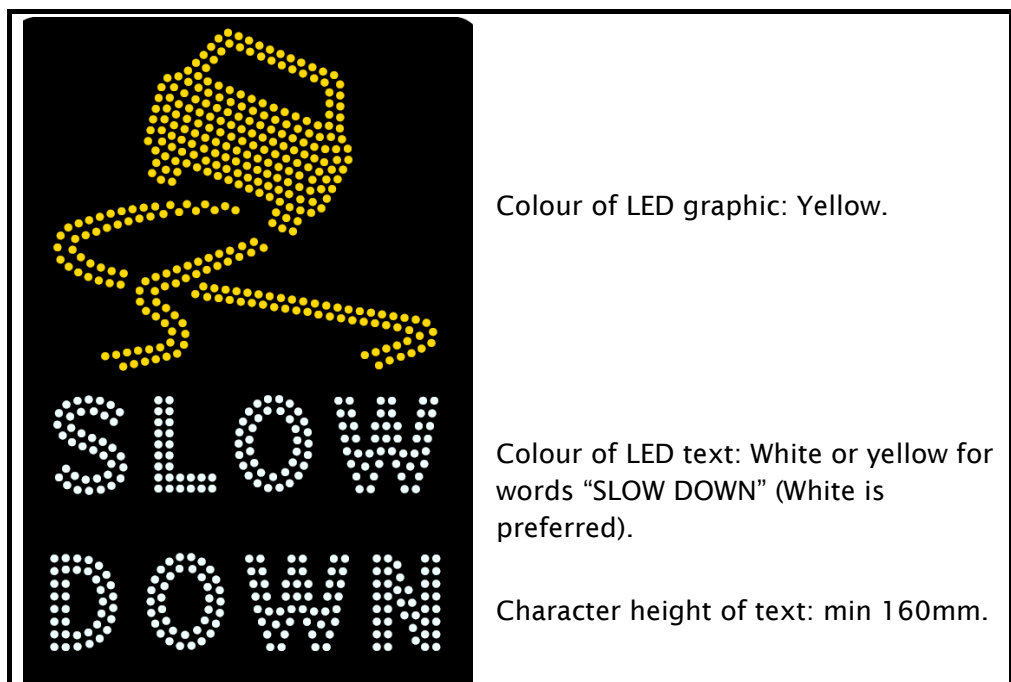 Colour of LED graphic: Yellow.
SLOW
DOWN
Colour of LED text: White or yellow for
words “SLOW DOWN” (White is
preferred).
Character height of text: min 160mm.